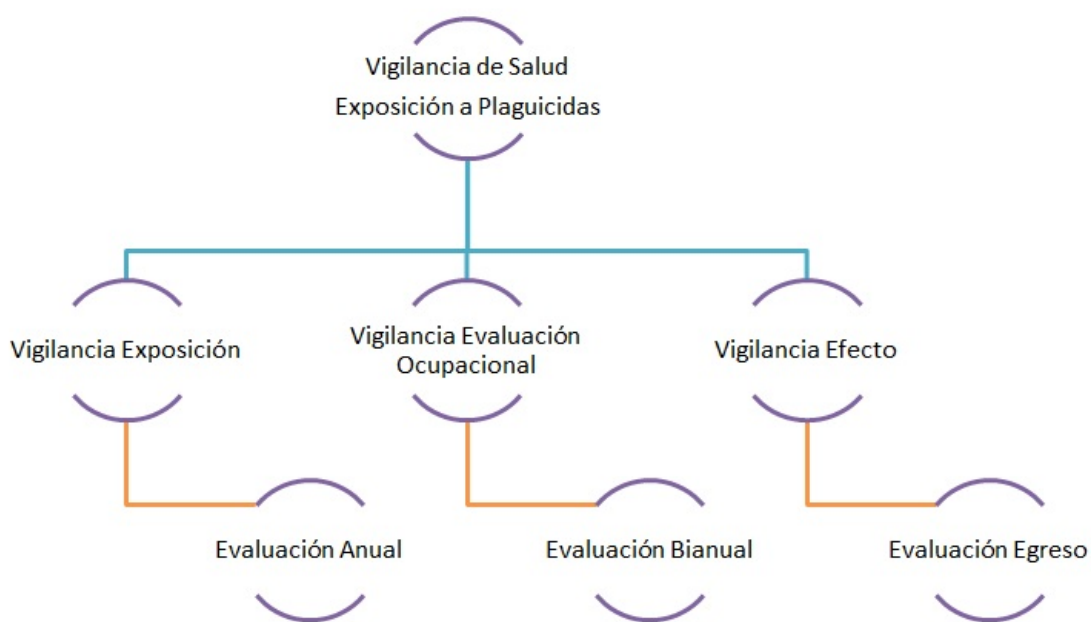 Vigilancia de Salud
Exposición a Plaguicidas
Vigilancia Exposición
Vigilancia Evaluación
Ocupacional
Vigilancia Efecto
Evaluación Anual
Evaluación Bianual
Evaluación Egreso